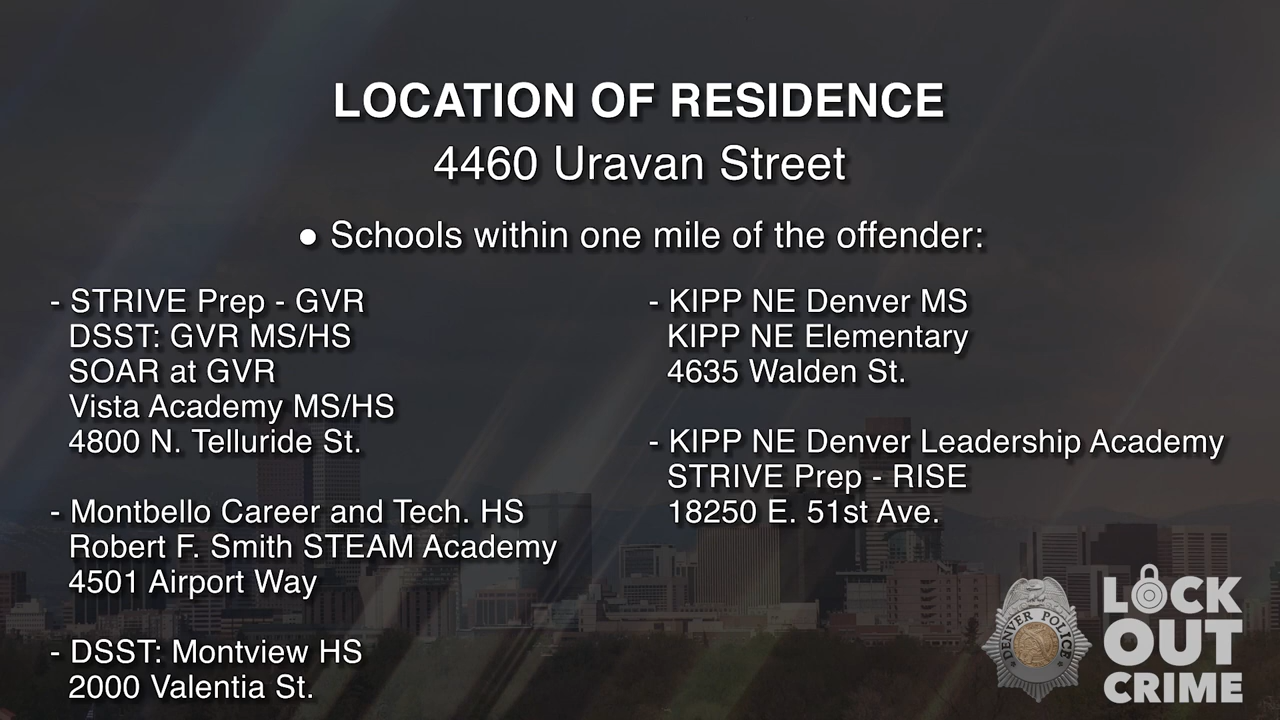 LOCATION OF RESIDENCE
4460 Uravan Street
● Schools within one mile of the offender:
- STRIVE Prep - GVR
DSST: GVR MS/HS
SOAR at GVR
Vista Academy MS/HS
4800 N. Telluride St.
- Montbello Career and Tech. HS
Robert F. Smith STEAM Academy
4501 Airport Way
- DSST: Montview HS
2000 Valentia St.
- KIPP NE Denver MS
KIPP NE Elementary
4635 Walden St.
- KIPP NE Denver Leadership Academy
STRIVE Prep - RISE
18250 E. 51st Ave.
DENVER POLICE
LOCK
OUT
CRIME